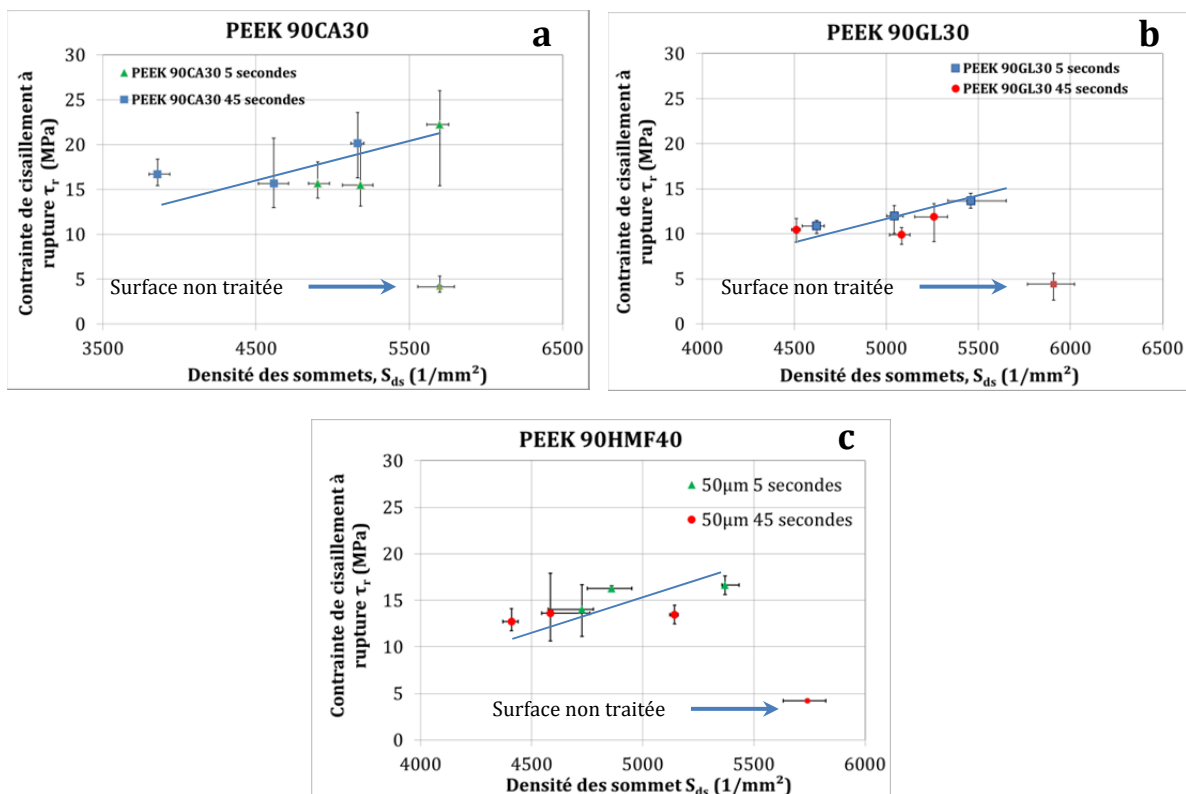 PEEK 90CA30
a
Contrainte de cisaillement à
rupture τr (MPa)
30
25
20
15
10
5
0
PEEK 90CA30 5 secondes
PEEK 90CA30 45 secondes
Surface non traitée
3500 4500 5500 6500
Densité des sommets, Sds (1/mm²)
PEEK 90GL30
b
Contrainte de cisaillement à
rupture τr (MPa)
30
25
20
15
10
5
0
PEEK 90GL30 5 seconds
PEEK 90GL30 45 seconds
Surface non traitée
4000 4500 5000 5500 6000 6500
Densité des sommets, Sds (1/mm²)
PEEK 90HMF40
c
Contrainte de cisaillement à
rupture τr (MPa)
30
25
20
15
10
5
0
50µm 5 secondes
50µm 45 secondes
Surface non traitée
4000 4500 5000 5500 6000
Densité des sommet Sds (1/mm²)